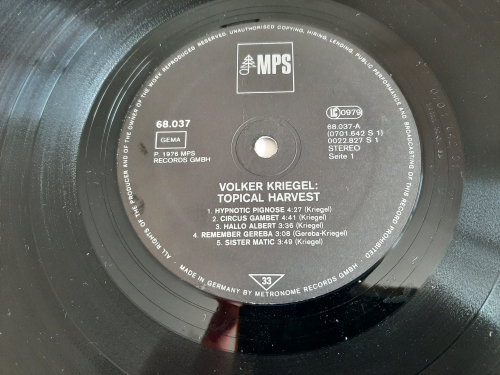 ALL RIGHTS OF THE PRODUCER AND OF THE OWNER OF THE WORK REPRODUCED RESERVED. UNAUTHORISED COPYING, HIRING, LENDING, PUBLIC PERFORMANCE AND BROADCASTING OF THIS RECORD PROHIBITED ·
MPS
68.037
GEMA
P 1976 MPS
RECORDS GMBH
LC 0979
68.037-A
(0701.642 S 1)
0022.827 S 1
STEREO
Seite 1
VOLKER KRIEGEL:
TOPICAL HARVEST
1. HYPNOTIC PIGNOSE 4:27 (Kriegel)
2. CIRCUS GAMBET 4:41 (Kriegel)
3. HALLO ALBERT 3:36 (Kriegel)
4. REMEMBER GEREBA 3:08 (Gereba-Kriegel)
5. SISTER MATIC 3:49 (Kriegel)
33
· MADE IN GERMANY BY METRONOME RECORDS GMBH ·